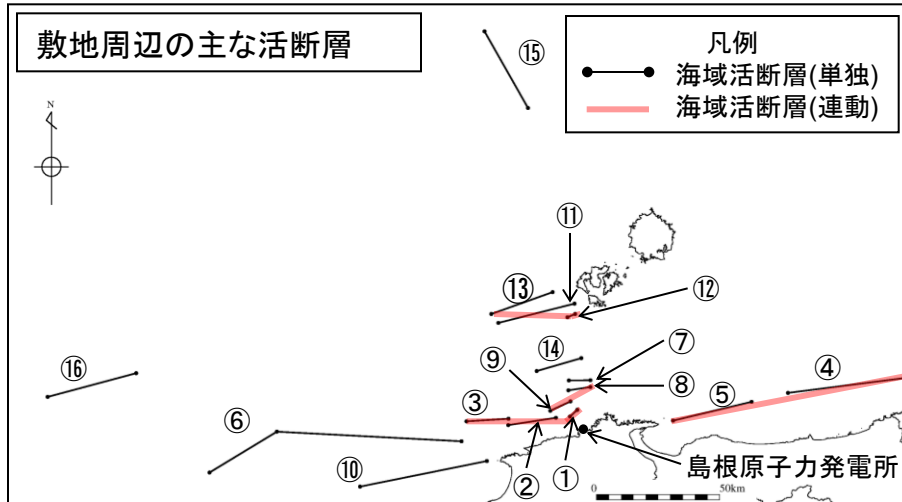 敷地周辺の主な活断層
凡例
海域活断層(単独)
海域活断層(連動)
N
⑮
⑪
⑬
⑫
⑭
⑦
⑯
⑨
⑧
④
③
⑤
⑥
⑩
②
①
島根原子力発電所
0
50km